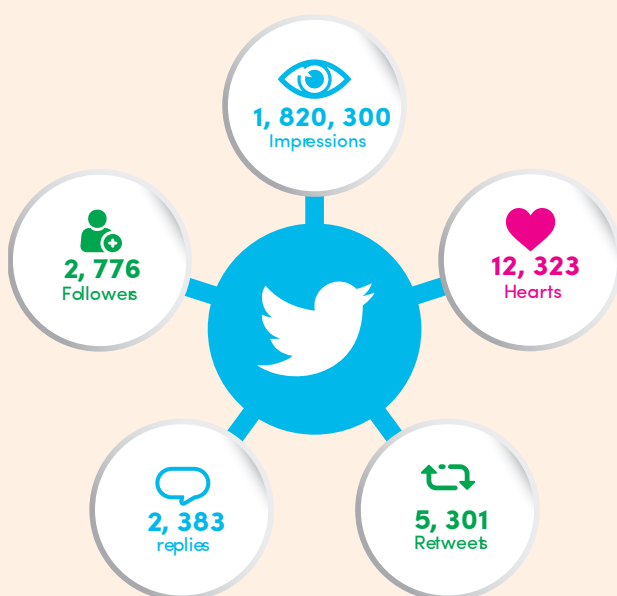 1, 820, 300
Impressions
2, 776
Followers
12, 323
Hearts
2, 383
replies
5, 301
Retweets